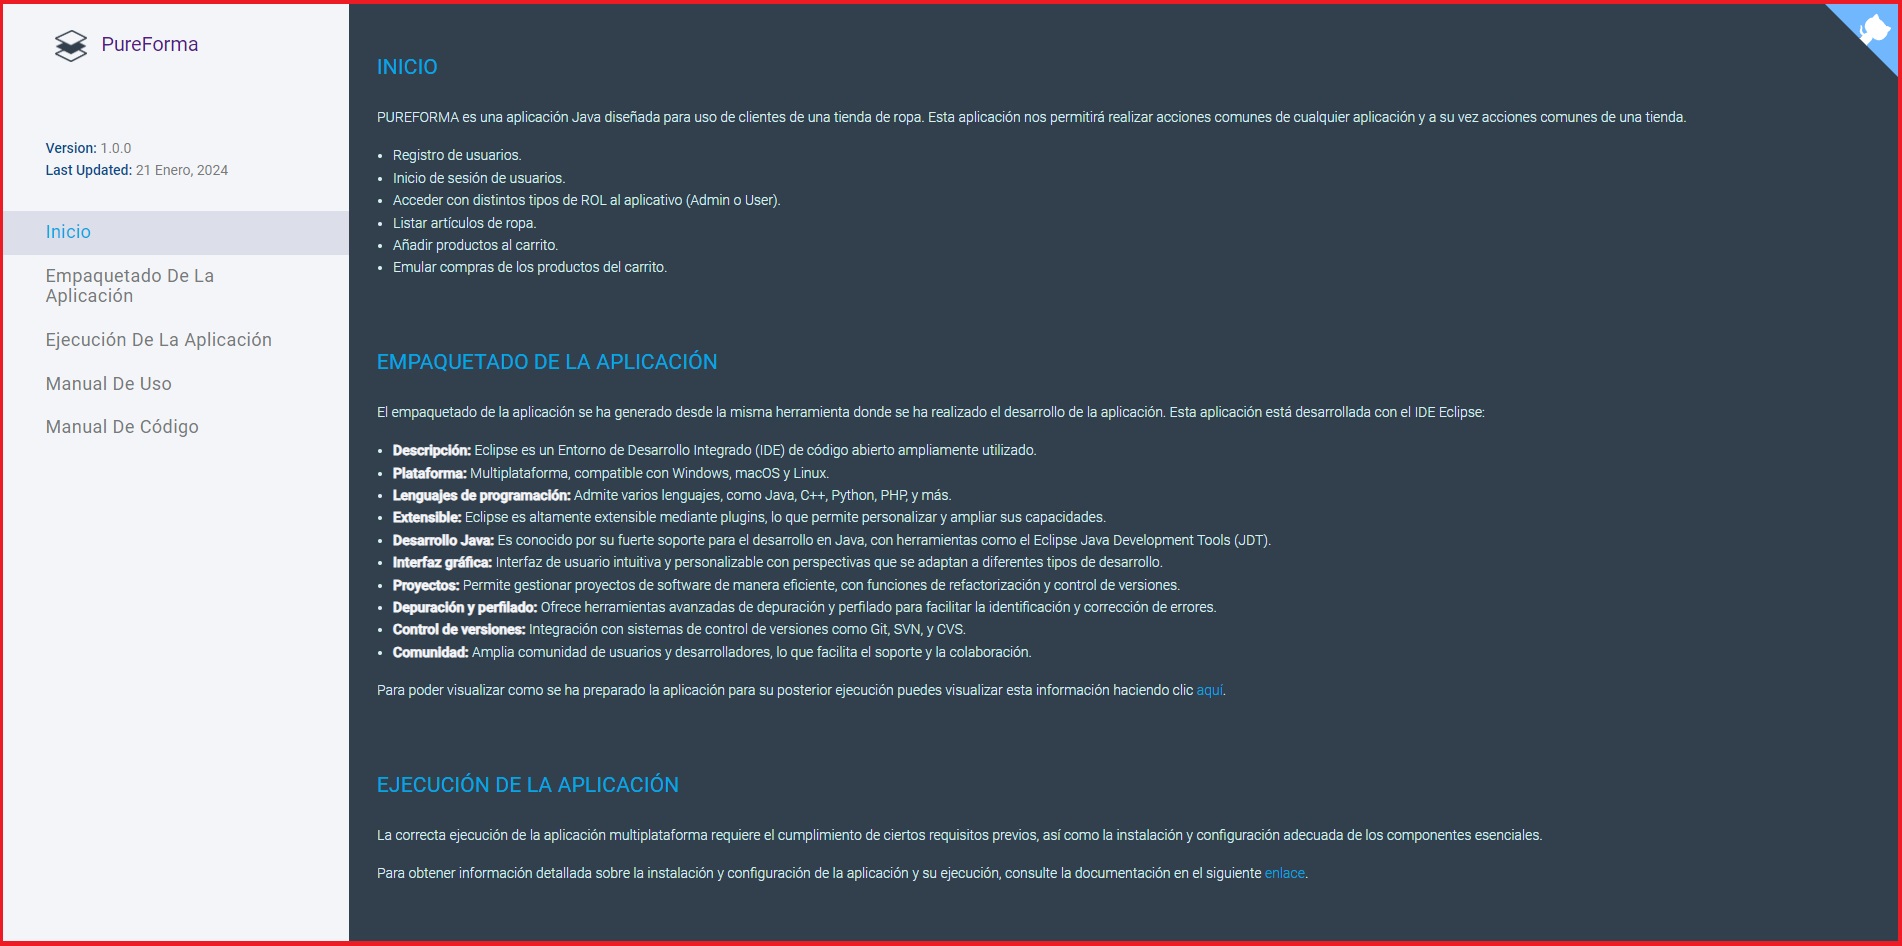 PureForma
Version: 1.0.0
Last Updated: 21 Enero, 2024
Inicio
Empaquetado De La
Aplicación
Ejecución De La Aplicación
Manual De Uso
Manual De Código
INICIO
PUREFORMA es una aplicación Java diseñada para uso de clientes de una tienda de ropa. Esta aplicación nos permitirá realizar acciones comunes de cualquier aplicación y a su vez acciones comunes de una tienda.
• Registro de usuarios.
• Inicio de sesión de usuarios.
• Acceder con distintos tipos de ROL al aplicativo (Admin o User).
• Listar artículos de ropa.
• Añadir productos al carrito.
• Emular compras de los productos del carrito.
EMPAQUETADO DE LA APLICACIÓN
El empaquetado de la aplicación se ha generado desde la misma herramienta donde se ha realizado el desarrollo de la aplicación. Esta aplicación está desarrollada con el IDE Eclipse:
• Descripción: Eclipse es un Entorno de Desarrollo Integrado (IDE) de código abierto ampliamente utilizado.
• Plataforma: Multiplataforma, compatible con Windows, macOS y Linux.
• Lenguajes de programación: Admite varios lenguajes, como Java, C++, Python, PHP, y más.
• Extensible: Eclipse es altamente extensible mediante plugins, lo que permite personalizar y ampliar sus capacidades.
• Desarrollo Java: Es conocido por su fuerte soporte para el desarrollo en Java, con herramientas como el Eclipse Java Development Tools (JDT).
• Interfaz gráfica: Interfaz de usuario intuitiva y personalizable con perspectivas que se adaptan a diferentes tipos de desarrollo.
• Proyectos: Permite gestionar proyectos de software de manera eficiente, con funciones de refactorización y control de versiones.
• Depuración y perfilado: Ofrece herramientas avanzadas de depuración y perfilado para facilitar la identificación y corrección de errores.
• Control de versiones: Integración con sistemas de control de versiones como Git, SVN, y CVS.
• Comunidad: Amplia comunidad de usuarios y desarrolladores, lo que facilita el soporte y la colaboración.
Para poder visualizar como se ha preparado la aplicación para su posterior ejecución puedes visualizar esta información haciendo clic aquí.
EJECUCIÓN DE LA APLICACIÓN
La correcta ejecución de la aplicación multiplataforma requiere el cumplimiento de ciertos requisitos previos, así como la instalación y configuración adecuada de los componentes esenciales.
Para obtener información detallada sobre la instalación y configuración de la aplicación y su ejecución, consulte la documentación en el siguiente enlace.